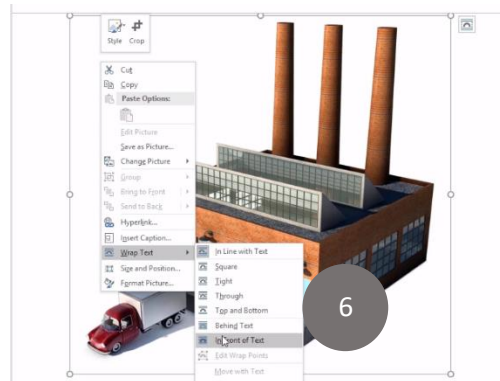 Style Crop
Cut
Copy
Paste Options:
Edit Picture
Save as Picture...
Change Picture
Group
Bring to Front
Send to Back
Hyperlink...
Insert Caption...
Wrap Text
Size and Position...
Format Picture...
In Line with Text
Square
Tight
Through
Top and Bottom
Behind Text
In Front of Text
Edit Wrap Points
Move with Text
6